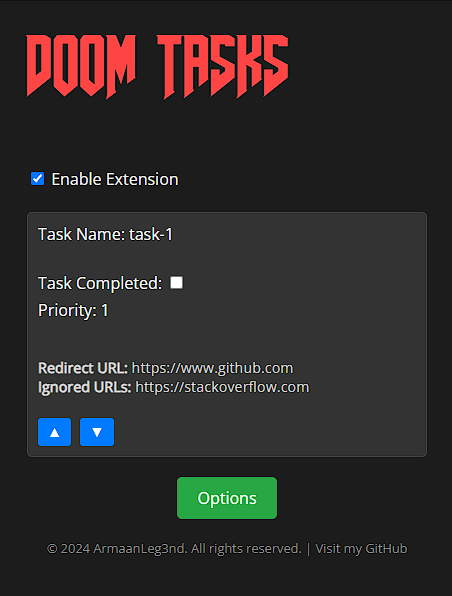 DOOM TASKS
Enable Extension
Task Name: task-1
Task Completed:
Priority: 1
Redirect URL: https://www.github.com
Ignored URLs: https://stackoverflow.com
▲ ▼
Options
© 2024 ArmaanLeg3nd. All rights reserved. | Visit my GitHub